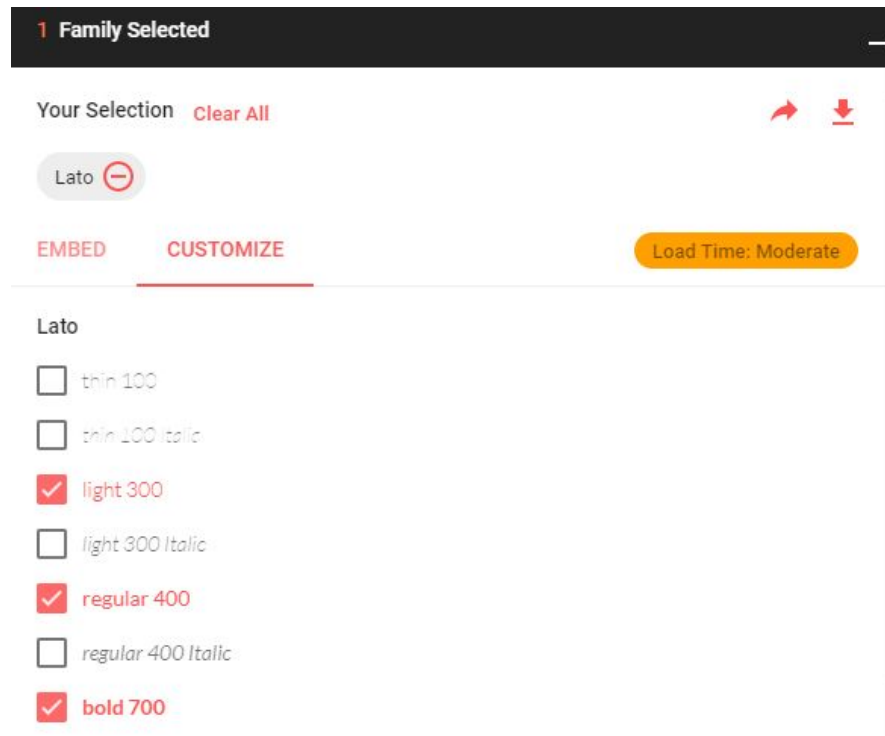 1 Family Selected
Your Selection Clear All
Lato
EMBED CUSTOMIZE Load Time: Moderate
Lato
thin 100
thin 100 Italic
light 300
light 300 Italic
regular 400
regular 400 Italic
bold 700